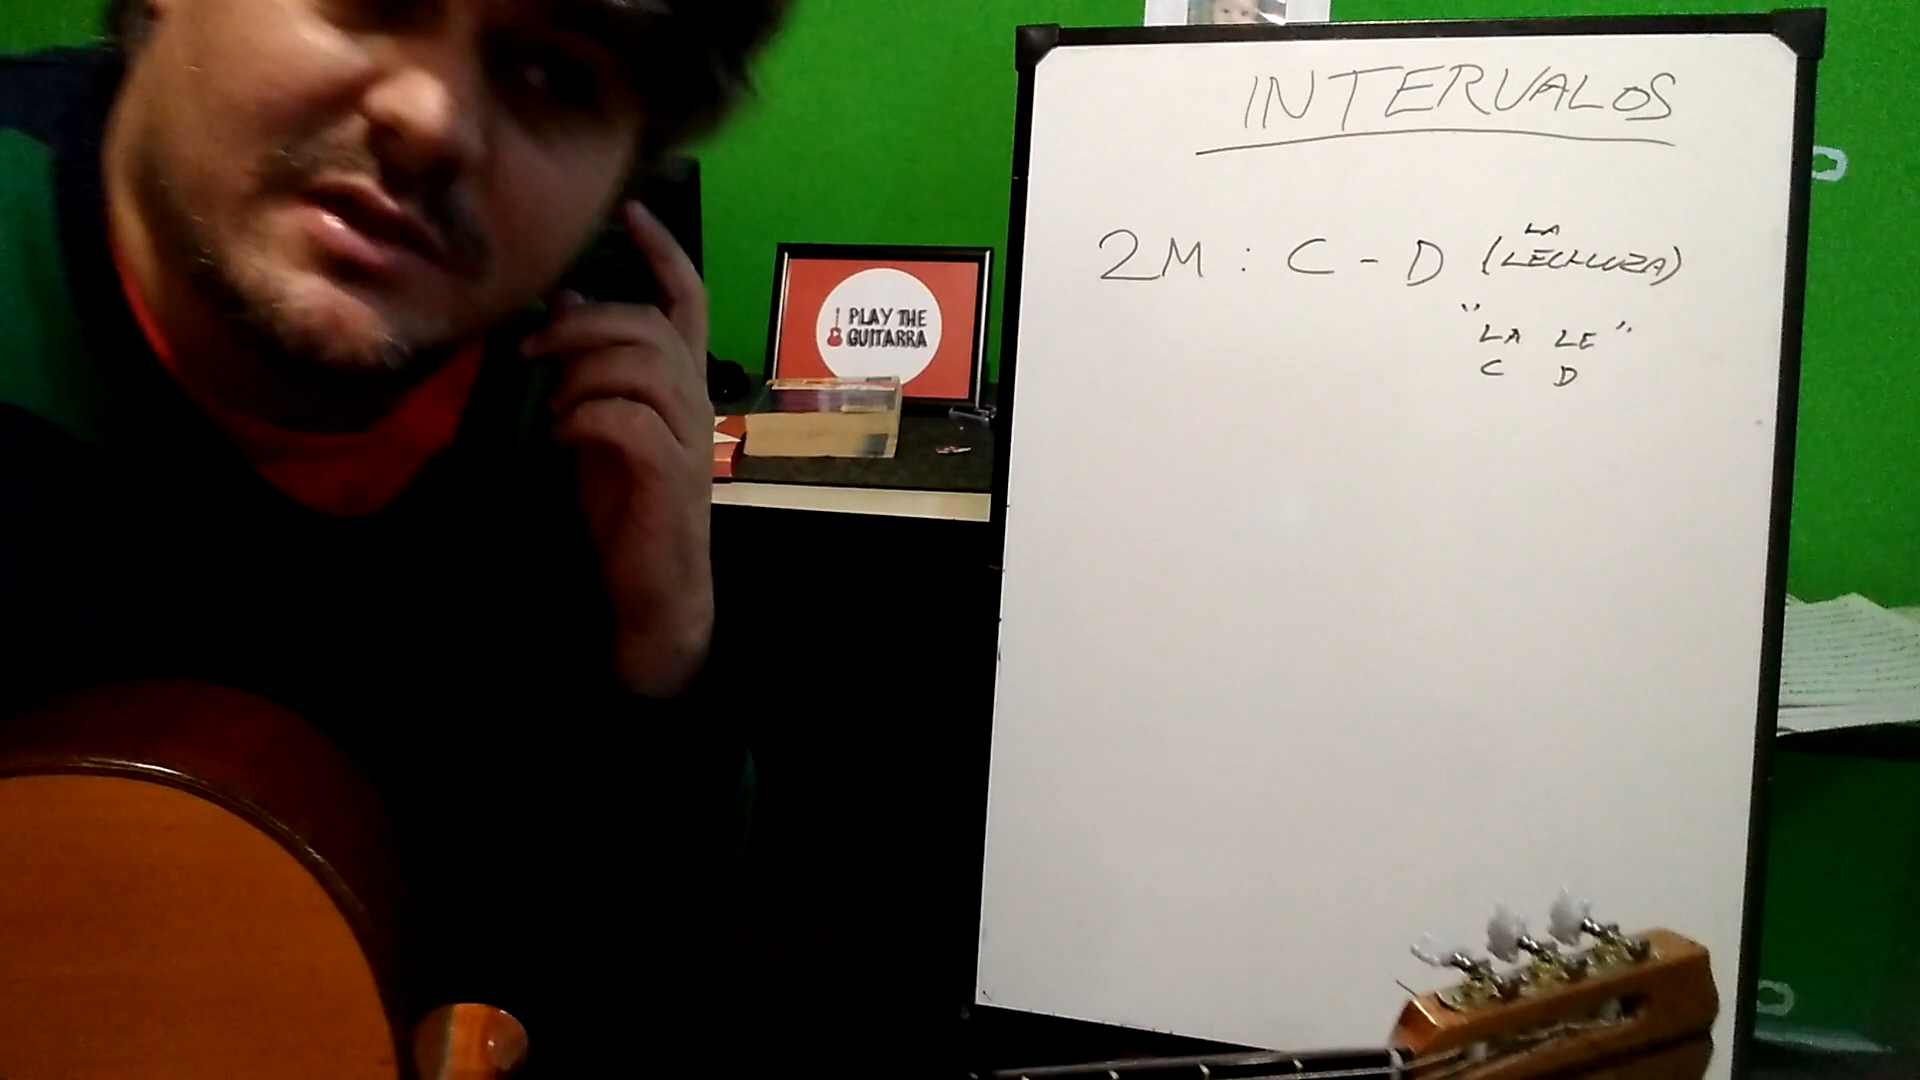 INTERVALOS
2M : C - D (LA LECHUZA)
"LA LE"
C D
PLAY THE
GUITARRA